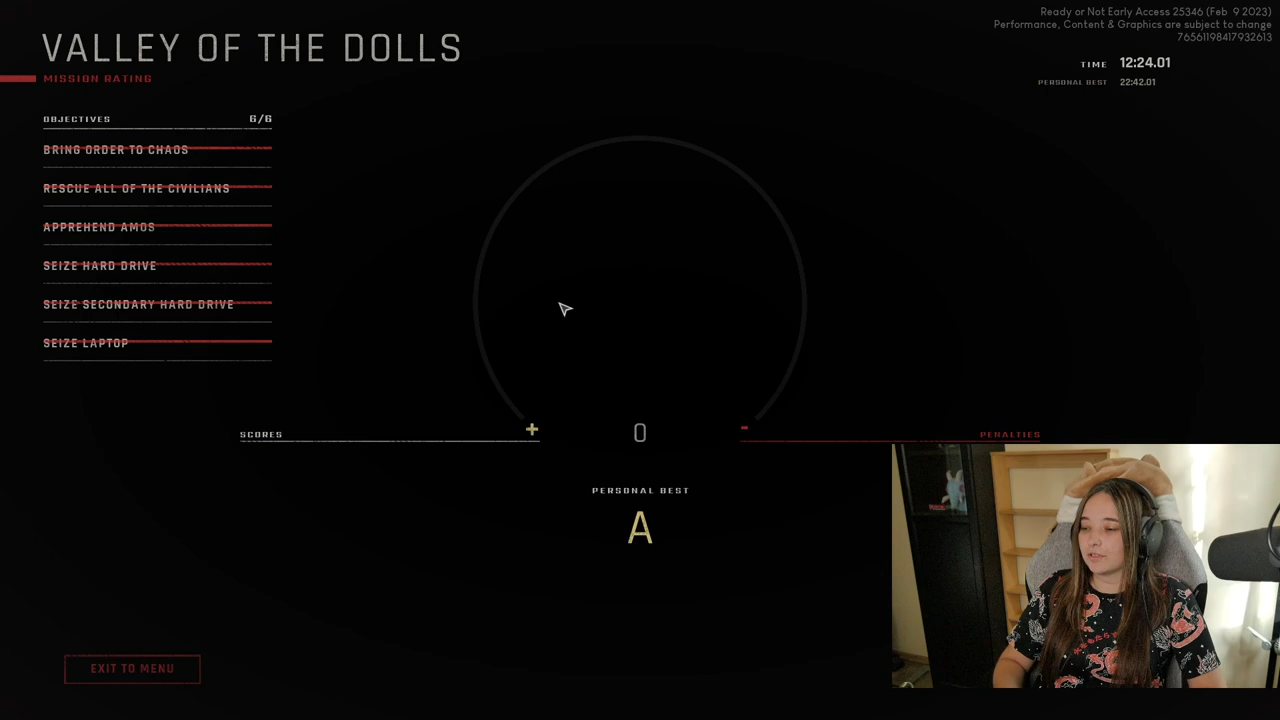 Ready or Not Early Access 25346 (Feb 9 2023)
Performance, Content & Graphics are subject to change
76561198417932613
VALLEY OF THE DOLLS
MISSION RATING
TIME 12:24.01
PERSONAL BEST 22:42.01
OBJECTIVES 6/6
BRING ORDER TO CHAOS
RESCUE ALL OF THE CIVILIANS
APPREHEND AMOS
SEIZE HARD DRIVE
SEIZE SECONDARY HARD DRIVE
SEIZE LAPTOP
SCORES + 0 - PENALTIES
PERSONAL BEST
A
EXIT TO MENU